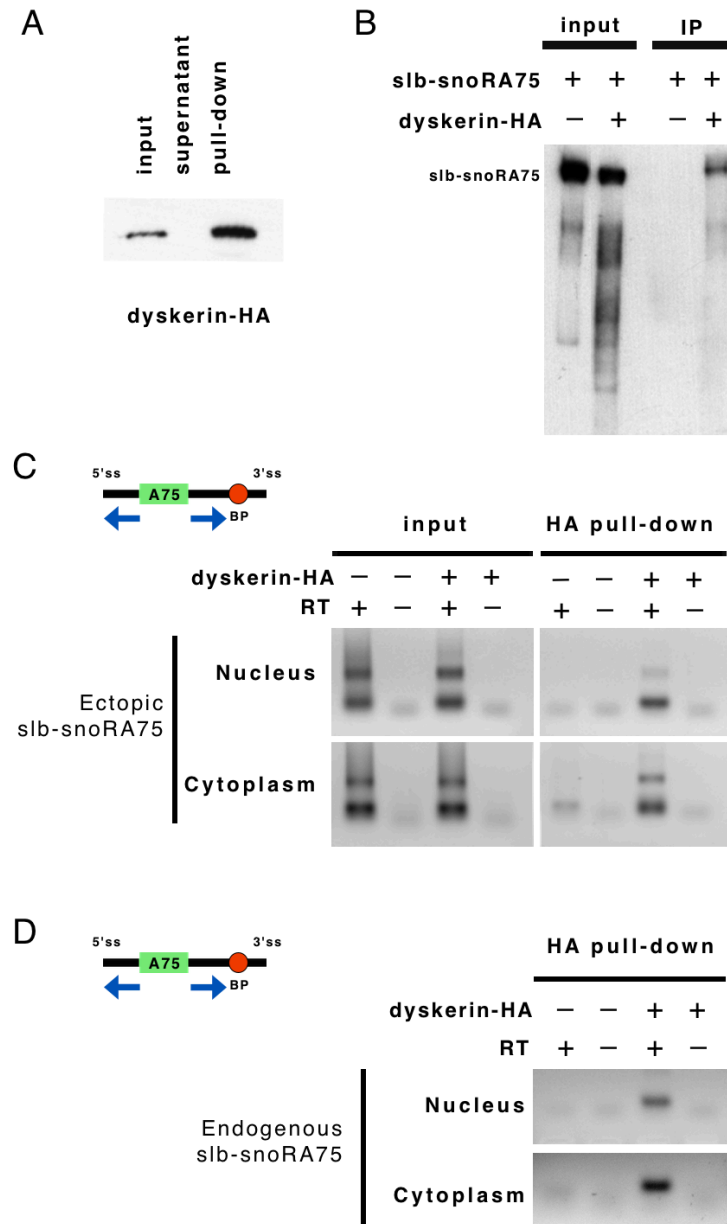 A
input
supernatant
pull-down
dyskerin-HA
B
input IP
slb-snoRA75 + + + +
dyskerin-HA − + − +
slb-snoRA75
C
5'ss 3'ss
A75
BP
input HA pull-down
dyskerin-HA − − + + − − + +
RT + − + − + − + −
Nucleus
Ectopic
slb-snoRA75
Cytoplasm
D
5'ss 3'ss
A75
BP
HA pull-down
dyskerin-HA − − + +
RT + − + −
Nucleus
Endogenous
slb-snoRA75
Cytoplasm